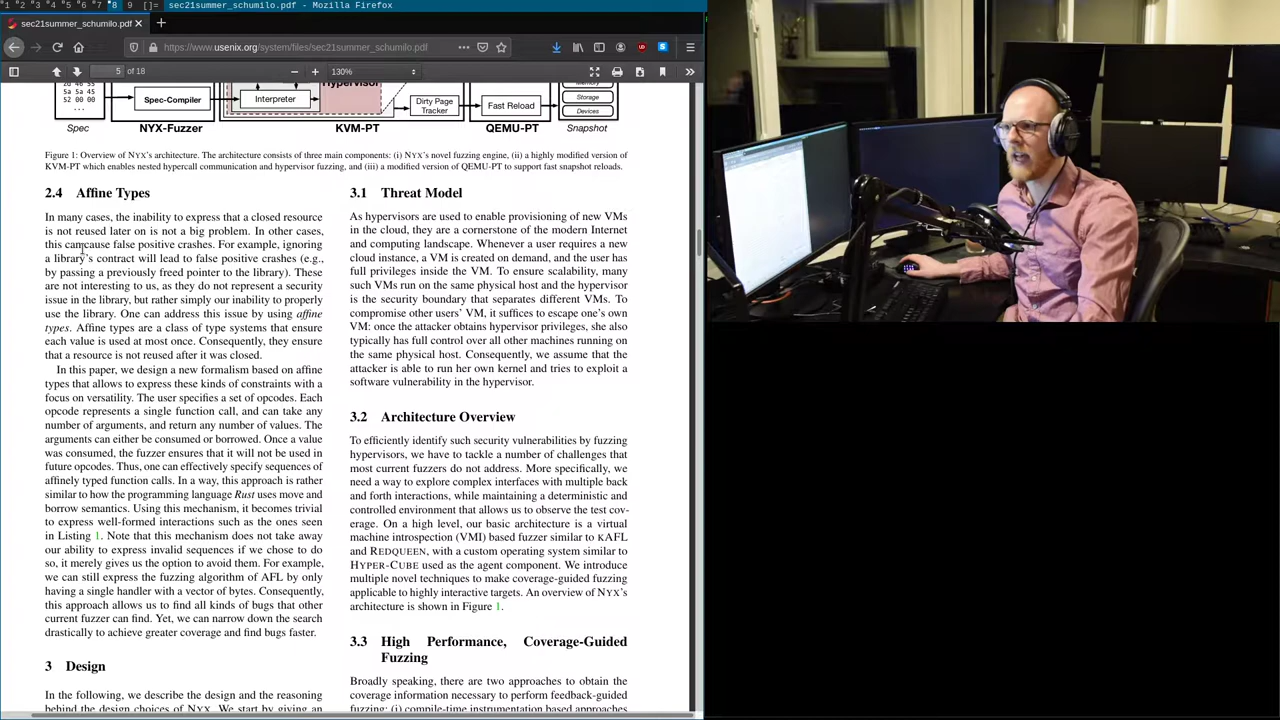 1 2 3 4 5 6 7 8 9 []= sec21summer_schumilo.pdf - Mozilla Firefox
sec21summer_schumilo.pdf
https://www.usenix.org/system/files/sec21summer_schumilo.pdf
5 of 18
130%
5a 5a 45
52 00 00
...
Spec-Compiler
Interpreter
Hypervisor
Dirty Page
Tracker
Fast Reload
Memory
Storage
Devices
Spec
NYX-Fuzzer
KVM-PT
QEMU-PT
Snapshot
Figure 1: Overview of NYX's architecture. The architecture consists of three main components: (i) NYX's novel fuzzing engine, (ii) a highly modified version of
KVM-PT which enables nested hypercall communication and hypervisor fuzzing, and (iii) a modified version of QEMU-PT to support fast snapshot reloads.
2.4 Affine Types
In many cases, the inability to express that a closed resource
is not reused later on is not a big problem. In other cases,
this can cause false positive crashes. For example, ignoring
a library's contract will lead to false positive crashes (e.g.,
by passing a previously freed pointer to the library). These
are not interesting to us, as they do not represent a security
issue in the library, but rather simply our inability to properly
use the library. One can address this issue by using affine
types. Affine types are a class of type systems that ensure
each value is used at most once. Consequently, they ensure
that a resource is not reused after it was closed.
In this paper, we design a new formalism based on affine
types that allows to express these kinds of constraints with a
focus on versatility. The user specifies a set of opcodes. Each
opcode represents a single function call, and can take any
number of arguments, and return any number of values. The
arguments can either be consumed or borrowed. Once a value
was consumed, the fuzzer ensures that it will not be used in
future opcodes. Thus, one can effectively specify sequences of
affinely typed function calls. In a way, this approach is rather
similar to how the programming language Rust uses move and
borrow semantics. Using this mechanism, it becomes trivial
to express well-formed interactions such as the ones seen
in Listing 1. Note that this mechanism does not take away
our ability to express invalid sequences if we chose to do
so, it merely gives us the option to avoid them. For example,
we can still express the fuzzing algorithm of AFL by only
having a single handler with a vector of bytes. Consequently,
this approach allows us to find all kinds of bugs that other
current fuzzer can find. Yet, we can narrow down the search
drastically to achieve greater coverage and find bugs faster.
3 Design
In the following, we describe the design and the reasoning
behind the design choices of NYX. We start by giving an
3.1 Threat Model
As hypervisors are used to enable provisioning of new VMs
in the cloud, they are a cornerstone of the modern Internet
and computing landscape. Whenever a user requires a new
cloud instance, a VM is created on demand, and the user has
full privileges inside the VM. To ensure scalability, many
such VMs run on the same physical host and the hypervisor
is the security boundary that separates different VMs. To
compromise other users' VM, it suffices to escape one's own
VM: once the attacker obtains hypervisor privileges, she also
typically has full control over all other machines running on
the same physical host. Consequently, we assume that the
attacker is able to run her own kernel and tries to exploit a
software vulnerability in the hypervisor.
3.2 Architecture Overview
To efficiently identify such security vulnerabilities by fuzzing
hypervisors, we have to tackle a number of challenges that
most current fuzzers do not address. More specifically, we
need a way to explore complex interfaces with multiple back
and forth interactions, while maintaining a deterministic and
controlled environment that allows us to observe the test cov-
erage. On a high level, our basic architecture is a virtual
machine introspection (VMI) based fuzzer similar to KAFL
and REDQUEEN, with a custom operating system similar to
HYPER-CUBE used as the agent component. We introduce
multiple novel techniques to make coverage-guided fuzzing
applicable to highly interactive targets. An overview of NYX's
architecture is shown in Figure 1.
3.3 High Performance, Coverage-Guided
Fuzzing
Broadly speaking, there are two approaches to obtain the
coverage information necessary to perform feedback-guided
fuzzing: (i) compile-time instrumentation based approaches